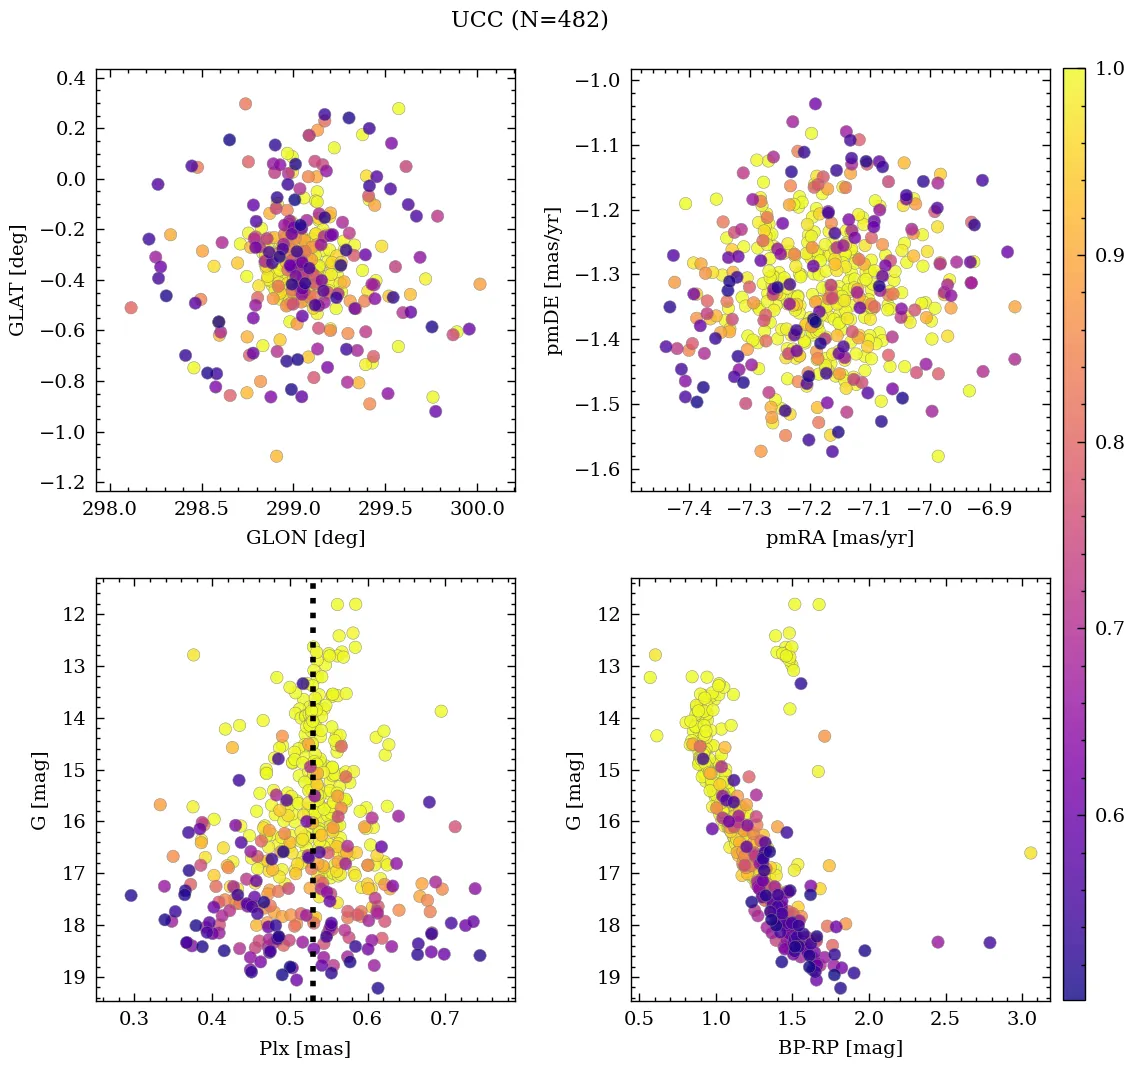 UCC (N=482)
0.4
0.2
0.0
−0.2
−0.4
−0.6
−0.8
−1.0
−1.2
GLAT [deg]
298.0 298.5 299.0 299.5 300.0
GLON [deg]
−1.0
−1.1
−1.2
−1.3
−1.4
−1.5
−1.6
pmDE [mas/yr]
−7.4 −7.3 −7.2 −7.1 −7.0 −6.9
pmRA [mas/yr]
1.0
0.9
0.8
0.7
0.6
12
13
14
15
16
17
18
19
G [mag]
0.3 0.4 0.5 0.6 0.7
Plx [mas]
12
13
14
15
16
17
18
19
G [mag]
0.5 1.0 1.5 2.0 2.5 3.0
BP-RP [mag]